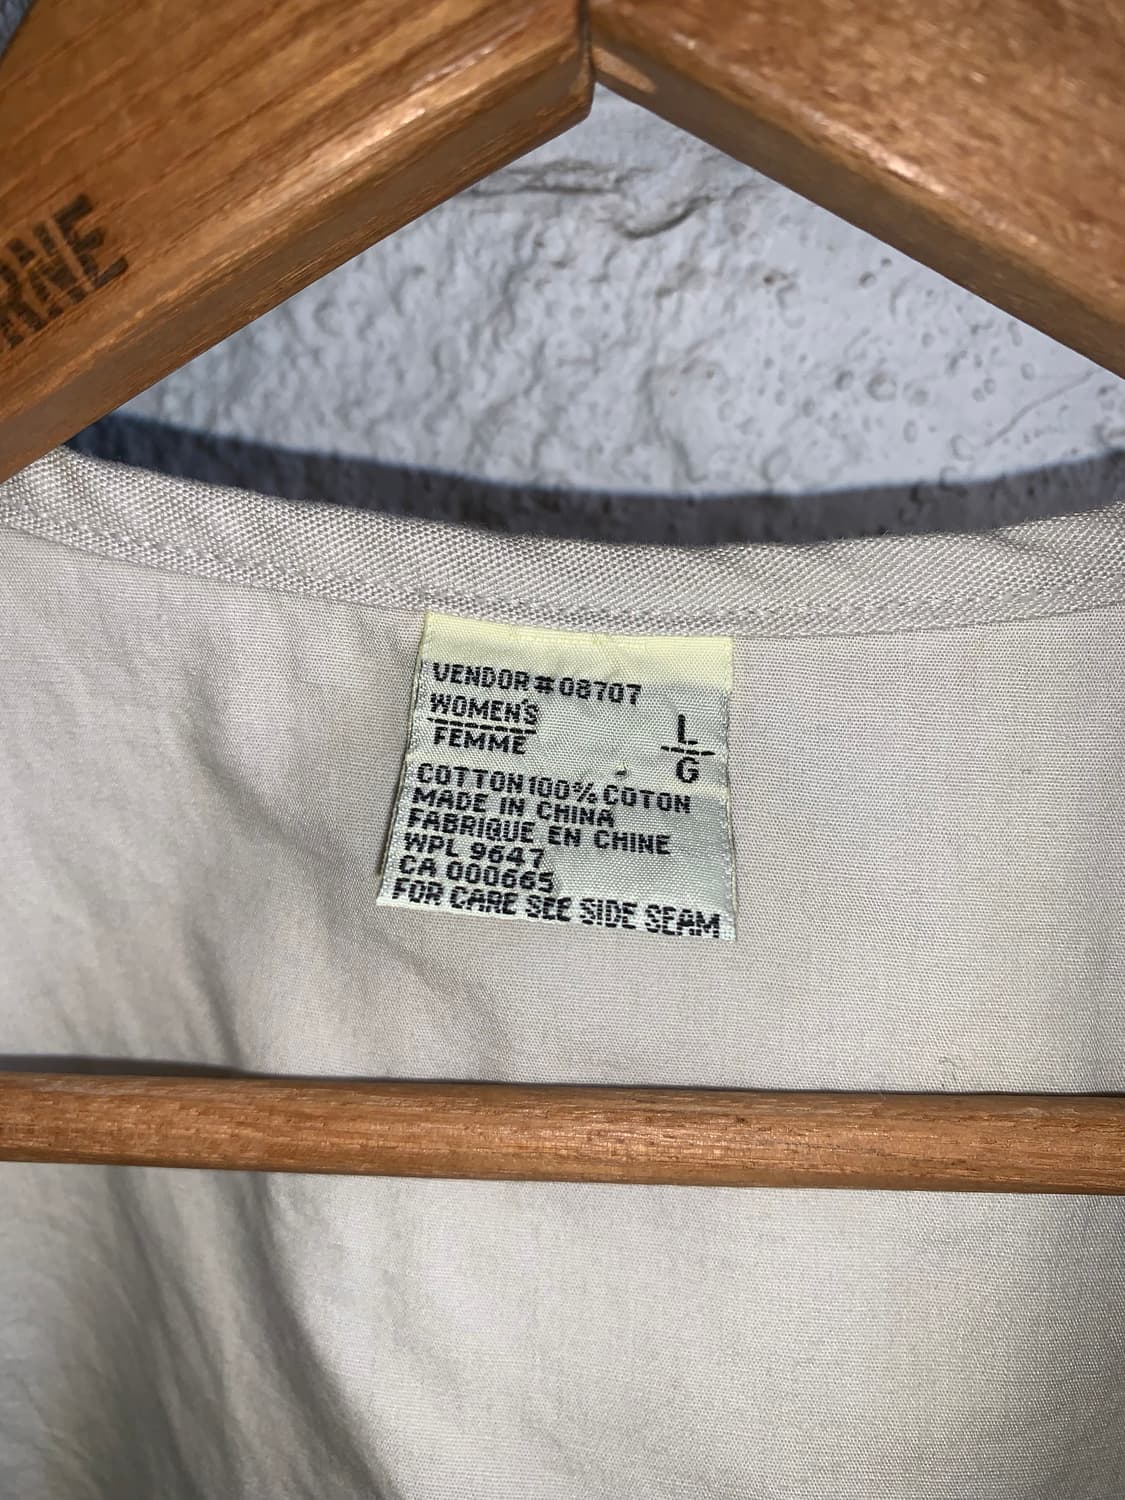 RNE
VENDOR #08707
WOMEN'S
FEMME
L
G
COTTON 100% COTON
MADE IN CHINA
FABRIQUE EN CHINE
WPL 9647
CA 000665
FOR CARE SEE SIDE SEAM